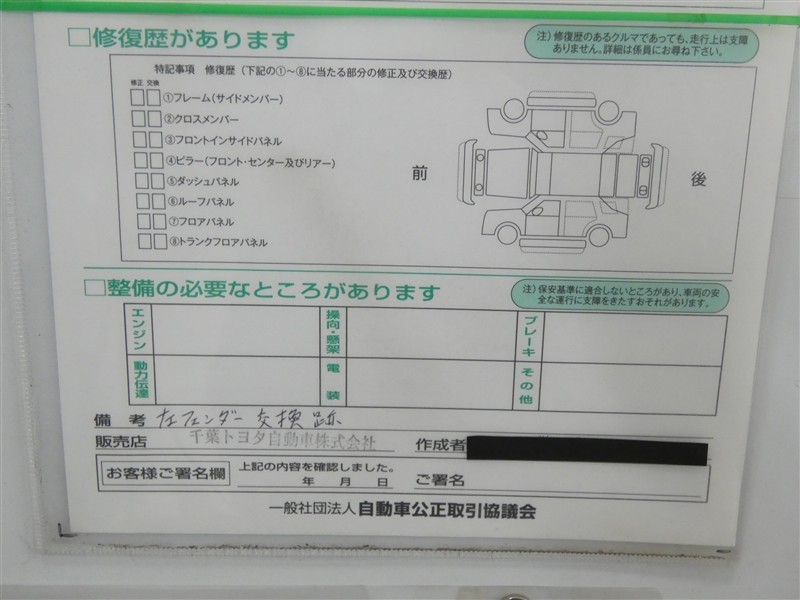 □修復歴があります
注）修復歴のあるクルマであっても、走行上は支障
ありません。詳細は係員にお尋ね下さい。
特記事項 修復歴（下記の①〜⑧に当たる部分の修正及び交換歴）
修正 交換
□□①フレーム(サイドメンバー)
□□②クロスメンバー
□□③フロントインサイドパネル
□□④ピラー(フロント・センター及びリアー)
□□⑤ダッシュパネル
□□⑥ルーフパネル
□□⑦フロアパネル
□□⑧トランクフロアパネル
前
後
□整備の必要なところがあります
注）保安基準に適合しないところがあり、車両の安
全な運行に支障をきたすおそれがあります。
エンジン
操向・懸架
ブレーキ
動力伝達
電装
その他
備考 左フェンダー交換跡
販売店 千葉トヨタ自動車株式会社 作成者
お客様ご署名欄
上記の内容を確認しました。
年 月 日 ご署名
一般社団法人 自動車公正取引協議会